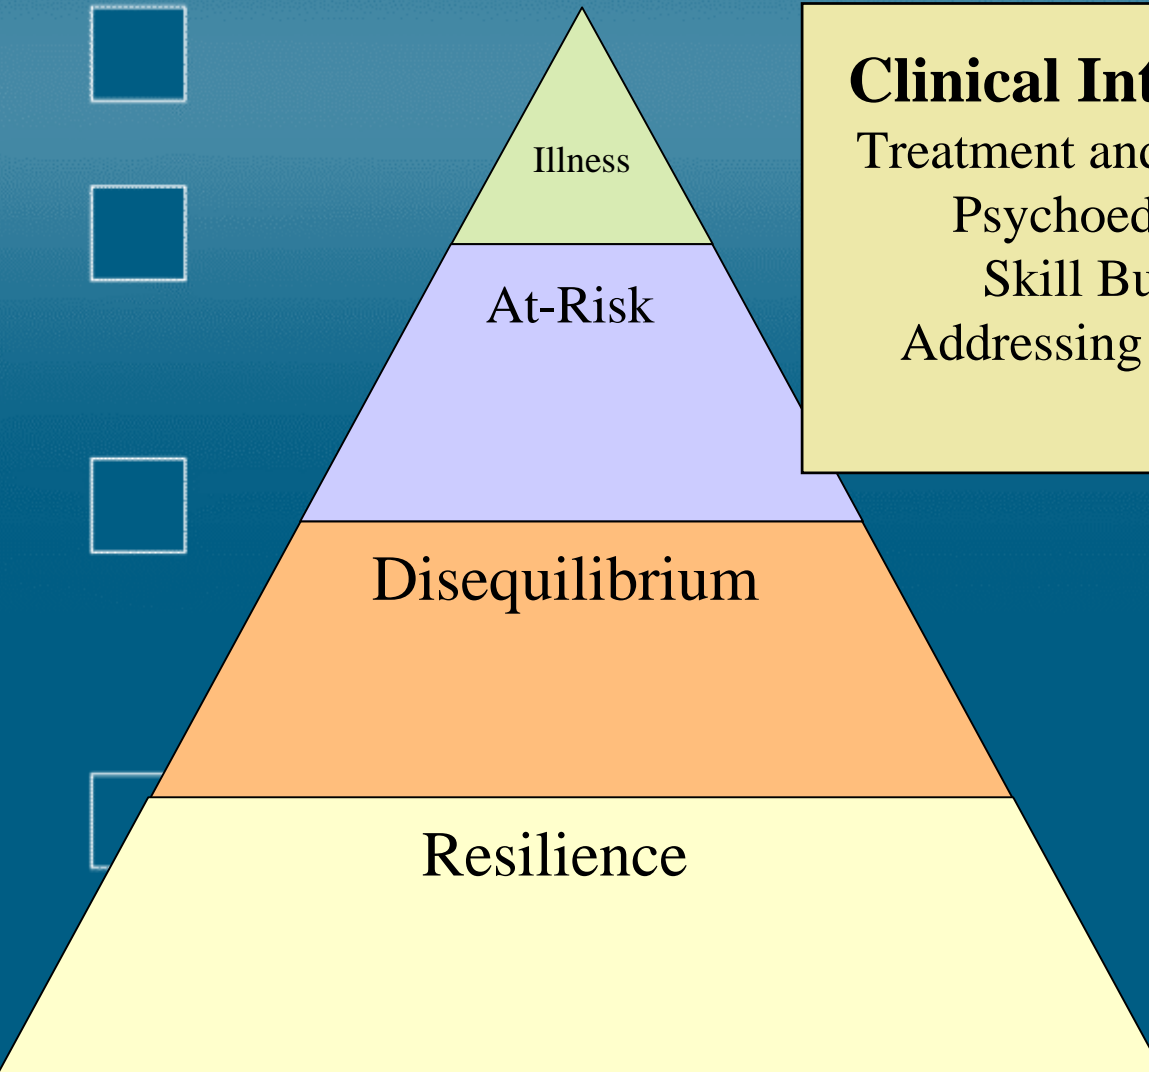 Illness
At-Risk
Disequilibrium
Resilience
Clinical Int
Treatment and
Psychoed
Skill Bu
Addressing